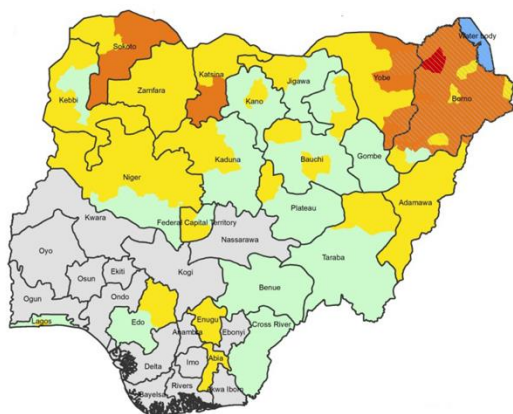 Water body
Sokoto
Katsina
Jigawa
Yobe
Borno
Kebbi
Zamfara
Kano
Kaduna
Bauchi
Gombe
Niger
Adamawa
Plateau
Federal Capital Territory
Kwara
Nassarawa
Taraba
Oyo
Kogi
Osun
Ekiti
Benue
Ogun
Ondo
Lagos
Edo
Enugu
Anambra
Ebonyi
Cross River
Delta
Imo
Abia
Bayelsa
Rivers
Akwa Ibom